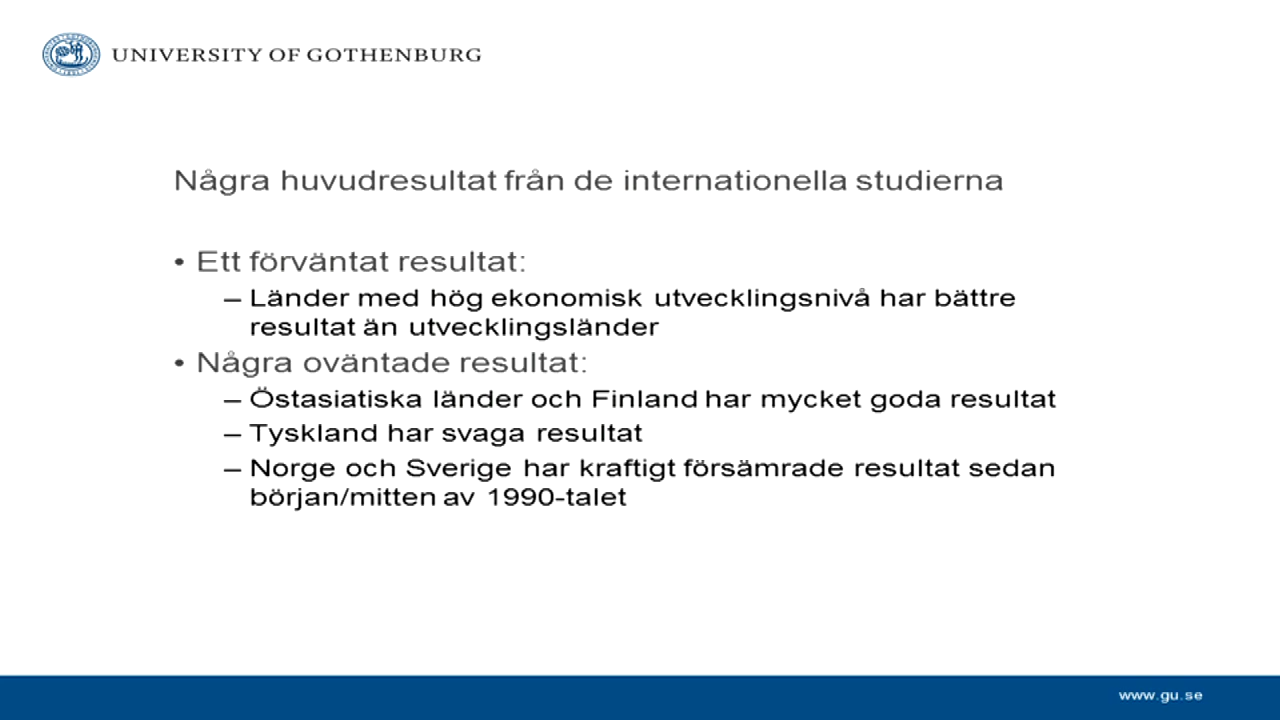 UNIVERSITY OF GOTHENBURG
Några huvudresultat från de internationella studierna
• Ett förväntat resultat:
– Länder med hög ekonomisk utvecklingsnivå har bättre
resultat än utvecklingsländer
• Några oväntade resultat:
– Östasiatiska länder och Finland har mycket goda resultat
– Tyskland har svaga resultat
– Norge och Sverige har kraftigt försämrade resultat sedan
början/mitten av 1990-talet
www.gu.se